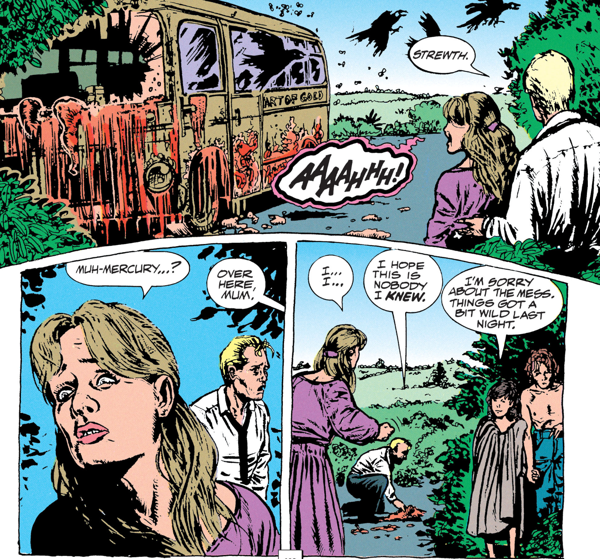 STREWTH.
ART OF GOLD
AAAAHHH!
MUH-MERCURY...?
OVER
HERE,
MUM.
I...
I...
I HOPE
THIS IS
NOBODY
I KNEW.
I'M SORRY
ABOUT THE MESS.
THINGS GOT A
BIT WILD LAST
NIGHT.